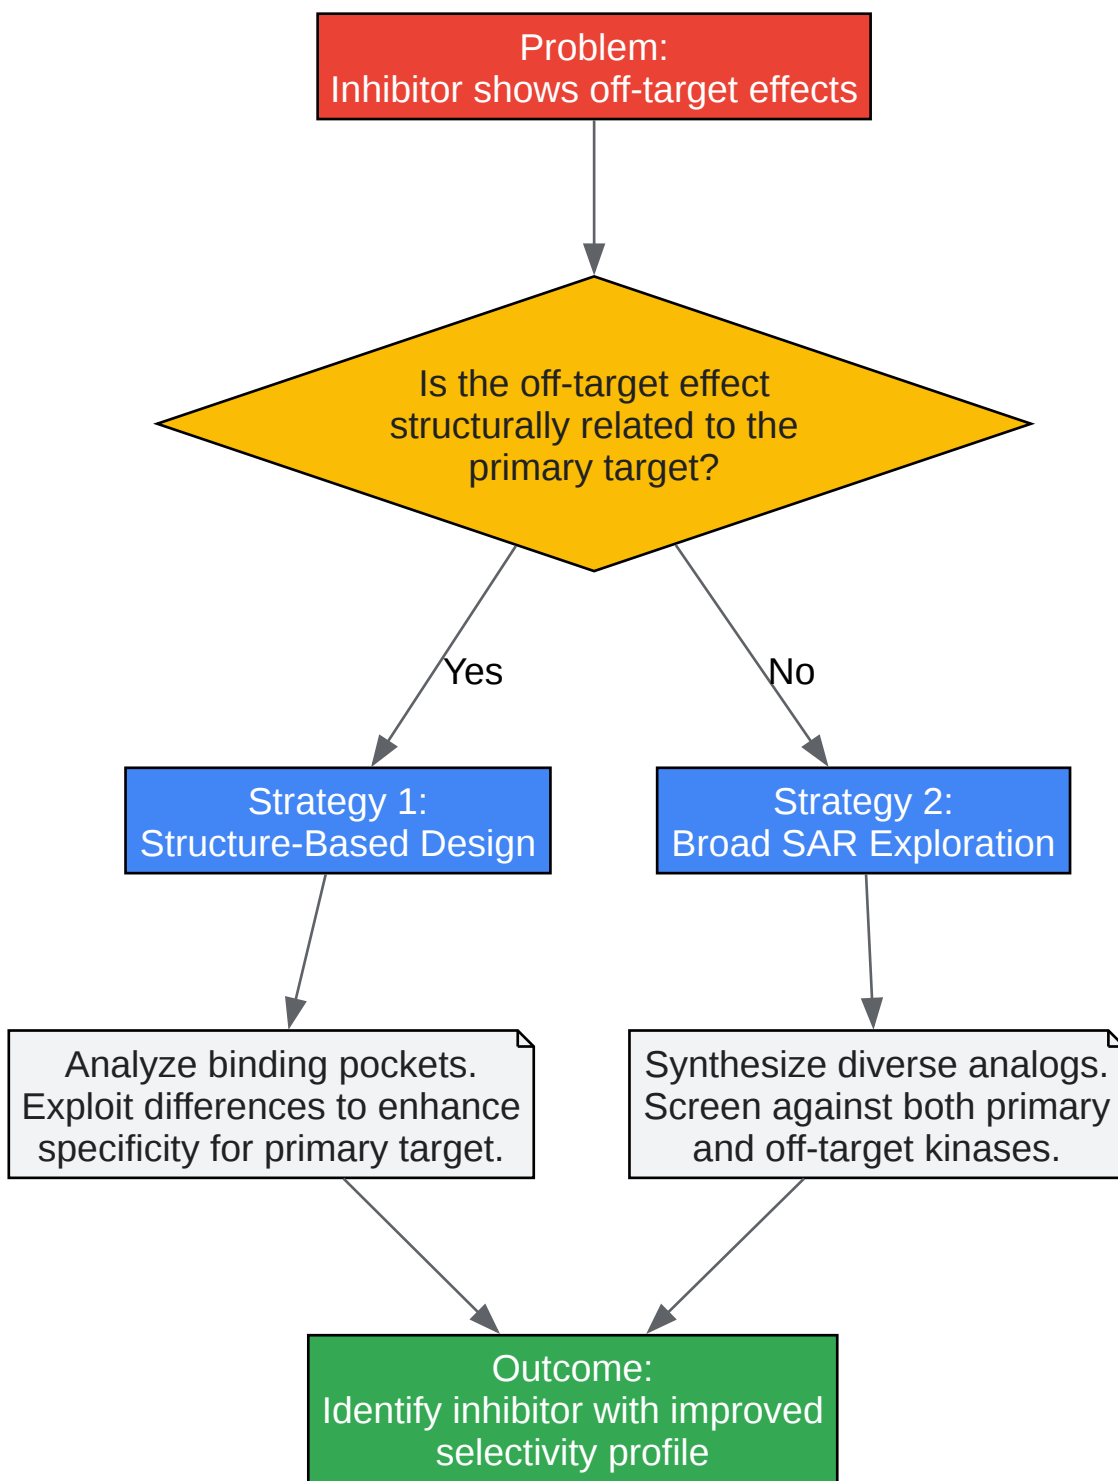 Problem:
Inhibitor shows off-target effects
Is the off-target effect
structurally related to the
primary target?
Yes
No
Strategy 1:
Structure-Based Design
Strategy 2:
Broad SAR Exploration
Analyze binding pockets.
Exploit differences to enhance
specificity for primary target.
Synthesize diverse analogs.
Screen against both primary
and off-target kinases.
Outcome:
Identify inhibitor with improved
selectivity profile